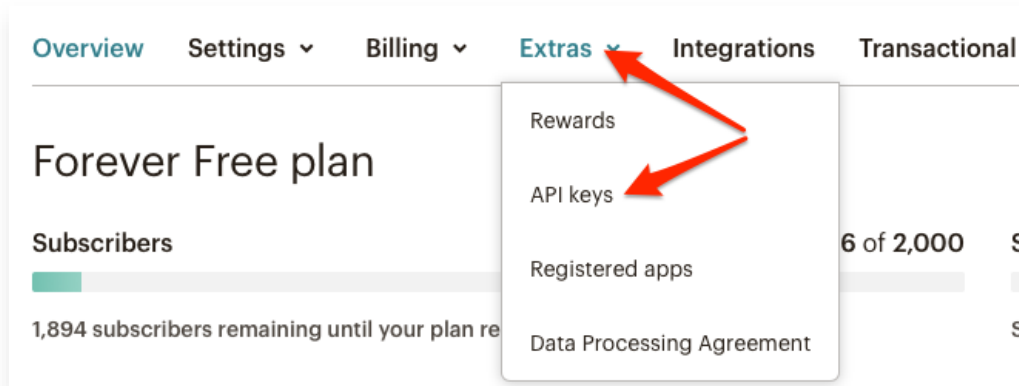 Overview Settings Billing Extras Integrations Transactional
Rewards
Forever Free plan
API keys
Subscribers 6 of 2,000
Registered apps
1,894 subscribers remaining until your plan
Data Processing Agreement